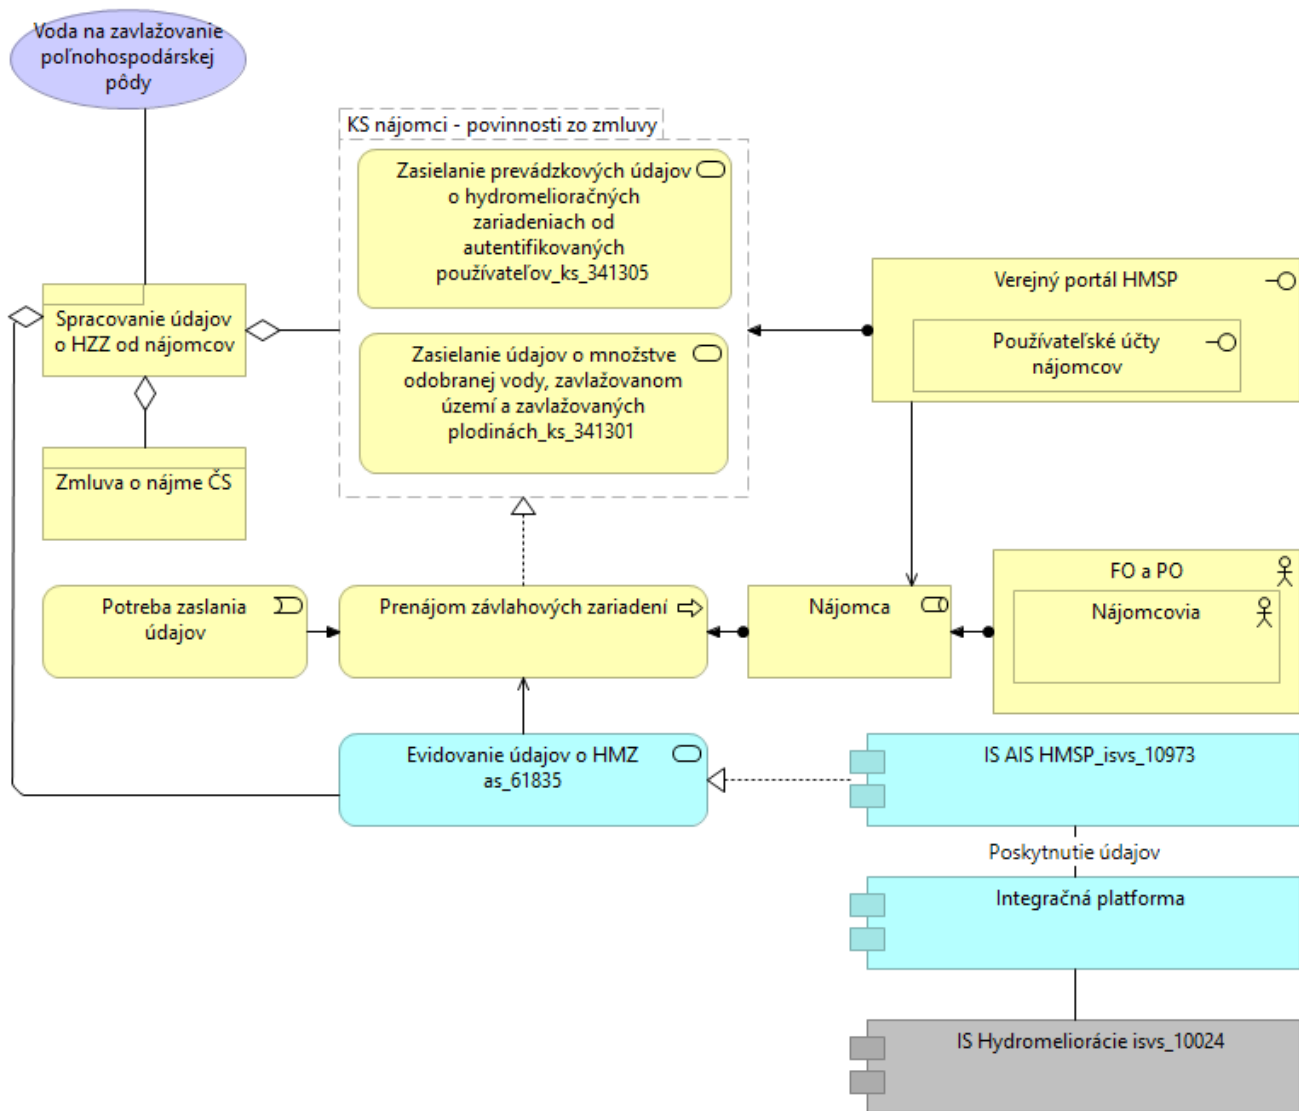 Voda na zavlažovanie
poľnohospodárskej
pôdy
KS nájomci - povinnosti zo zmluvy
Zasielanie prevádzkových údajov
o hydromelioračných
zariadeniach od
autentifikovaných
používateľov_ks_341305
Verejný portál HMSP
Používateľské účty
nájomcov
Spracovanie údajov
o HZZ od nájomcov
Zasielanie údajov o množstve
odobranej vody, zavlažovanom
území a zavlažovaných
plodinách_ks_341301
Zmluva o nájme ČS
Potreba zaslania
údajov
Prenájom závlahových zariadení
Nájomca
FO a PO
Nájomcovia
Evidovanie údajov o HMZ
as_61835
IS AIS HMSP_isvs_10973
Poskytnutie údajov
Integračná platforma
IS Hydromeliorácie isvs_10024